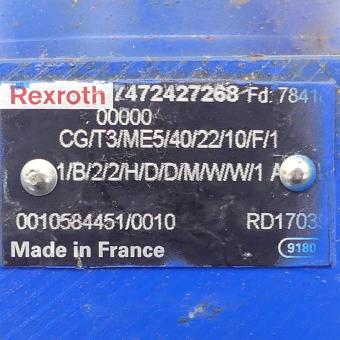 Rexroth 7472427268 Fd: 7841
00000
CG/T3/ME5/40/22/10/F/1
1/B/2/2/H/D/D/M/W/W/1 A
0010584451/0010 RD1703
Made in France 9180